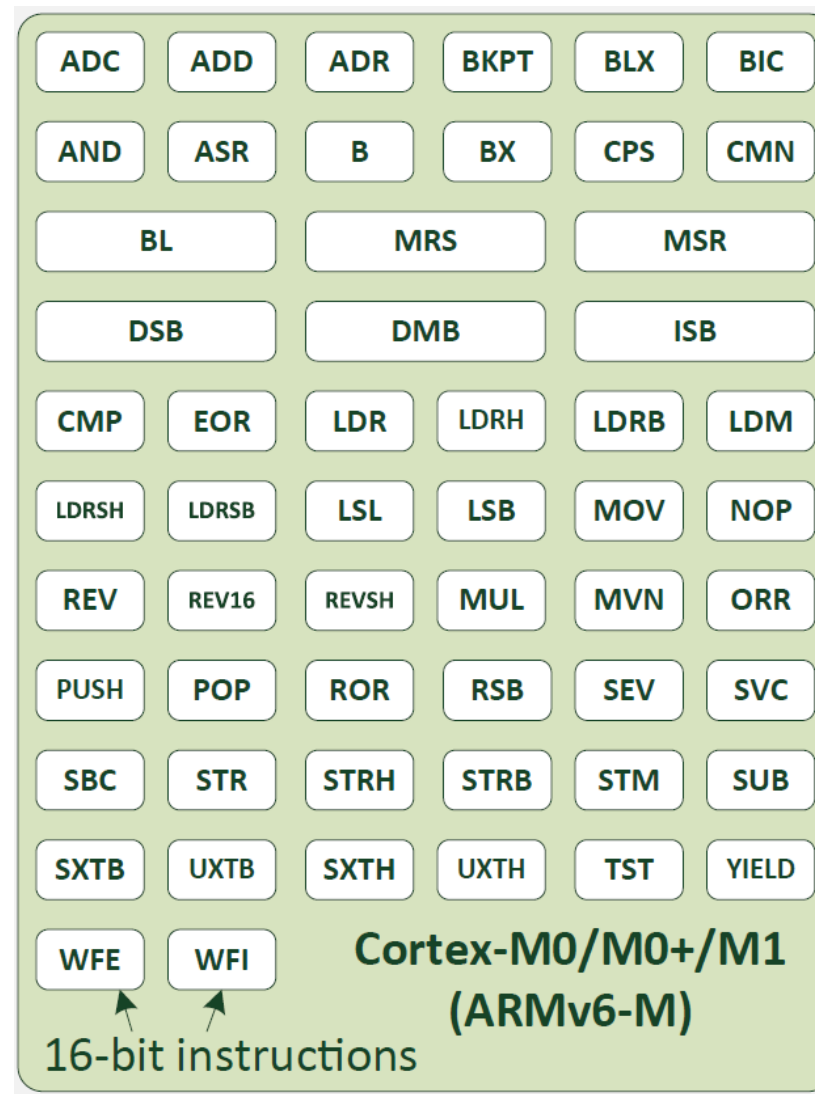 ADC ADD ADR BKPT BLX BIC
AND ASR B BX CPS CMN
BL MRS MSR
DSB DMB ISB
CMP EOR LDR LDRH LDRB LDM
LDRSH LDRSB LSL LSB MOV NOP
REV REV16 REVSH MUL MVN ORR
PUSH POP ROR RSB SEV SVC
SBC STR STRH STRB STM SUB
SXTB UXTB SXTH UXTH TST YIELD
WFE WFI
Cortex-M0/M0+/M1
(ARMv6-M)
16-bit instructions